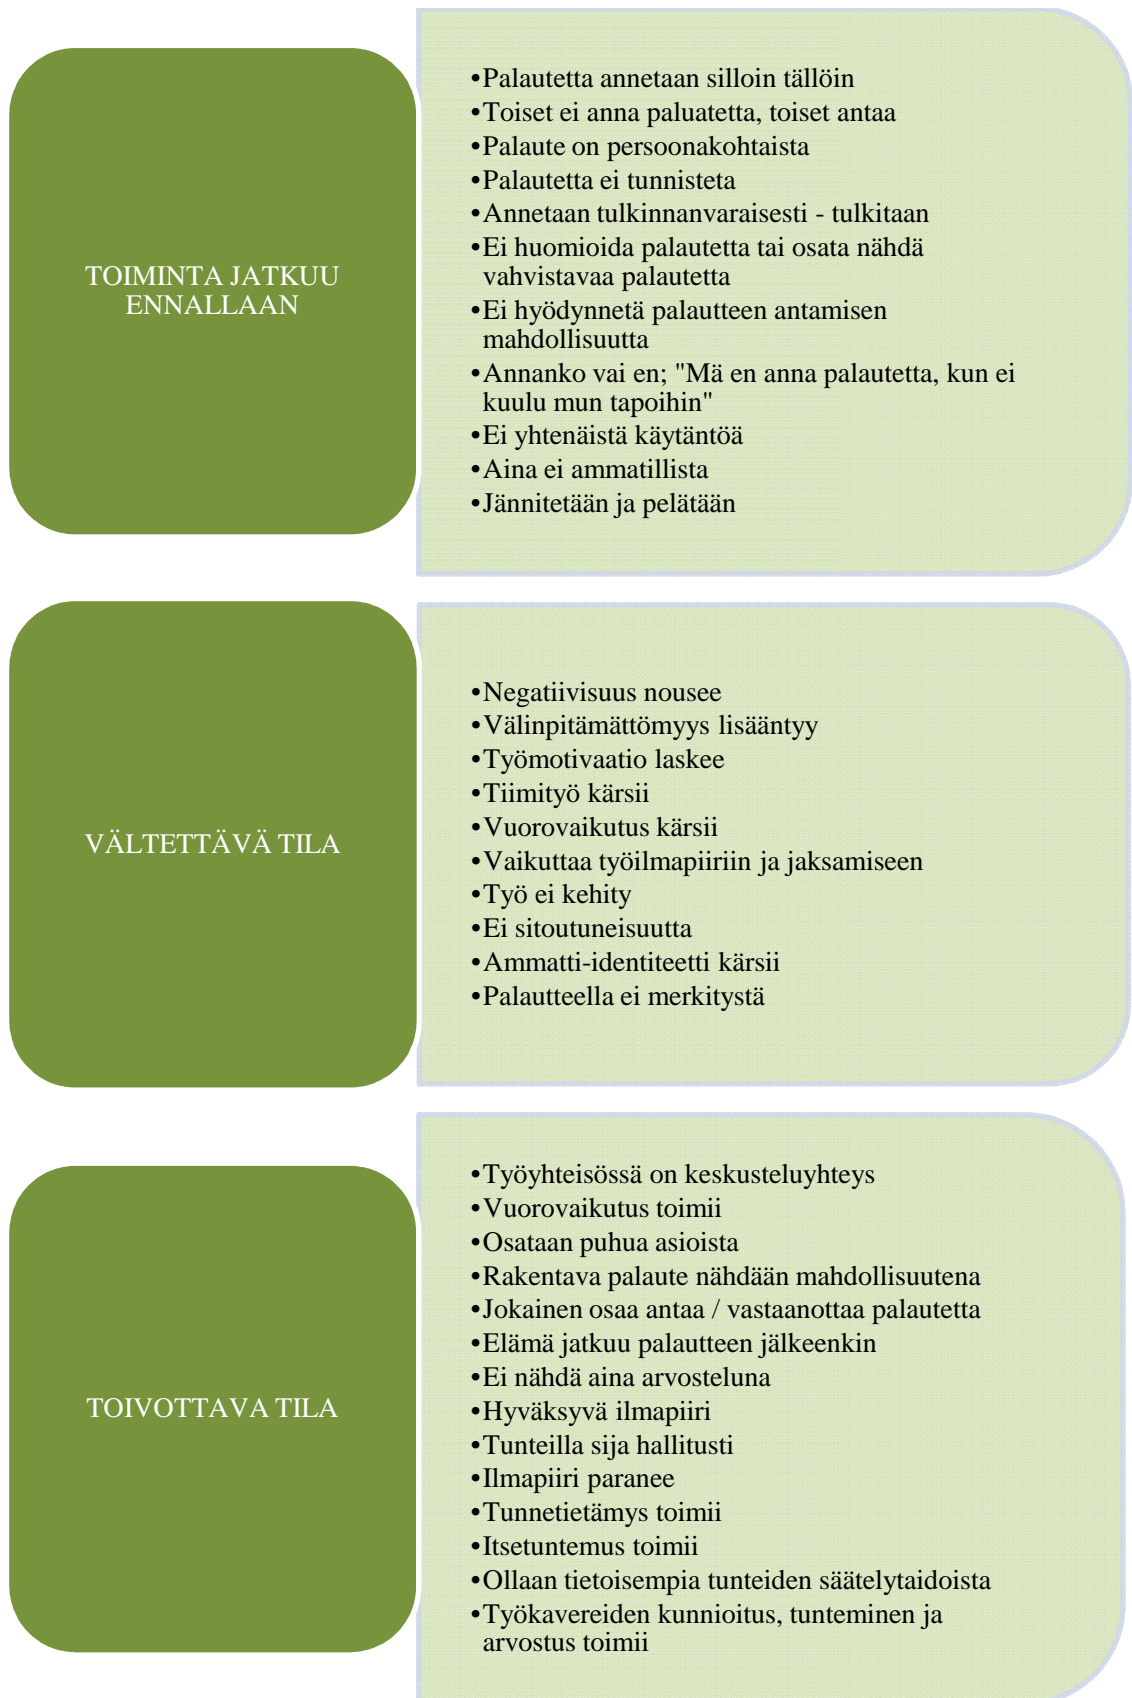 TOIMINTA JATKUU
ENNALLAAN
•Palautetta annetaan silloin tällöin
•Toiset ei anna paluatetta, toiset antaa
•Palaute on persoonakohtaista
•Palautetta ei tunnisteta
•Annetaan tulkinnanvaraisesti - tulkitaan
•Ei huomioida palautetta tai osata nähdä
vahvistavaa palautetta
•Ei hyödynnetä palautteen antamisen
mahdollisuutta
•Annanko vai en; "Mä en anna palautetta, kun ei
kuulu mun tapoihin"
•Ei yhtenäistä käytäntöä
•Aina ei ammatillista
•Jännitetään ja pelätään
VÄLTETTÄVÄ TILA
•Negatiivisuus nousee
•Välinpitämättömyys lisääntyy
•Työmotivaatio laskee
•Tiimityö kärsii
•Vuorovaikutus kärsii
•Vaikuttaa työilmapiiriin ja jaksamiseen
•Työ ei kehity
•Ei sitoutuneisuutta
•Ammatti-identiteetti kärsii
•Palautteella ei merkitystä
TOIVOTTAVA TILA
•Työyhteisössä on keskusteluyhteys
•Vuorovaikutus toimii
•Osataan puhua asioista
•Rakentava palaute nähdään mahdollisuutena
•Jokainen osaa antaa / vastaanottaa palautetta
•Elämä jatkuu palautteen jälkeenkin
•Ei nähdä aina arvosteluna
•Hyväksyvä ilmapiiri
•Tunteilla sija hallitusti
•Ilmapiiri paranee
•Tunnetietämys toimii
•Itsetuntemus toimii
•Ollaan tietoisempia tunteiden säätelytaidoista
•Työkavereiden kunnioitus, tunteminen ja
arvostus toimii